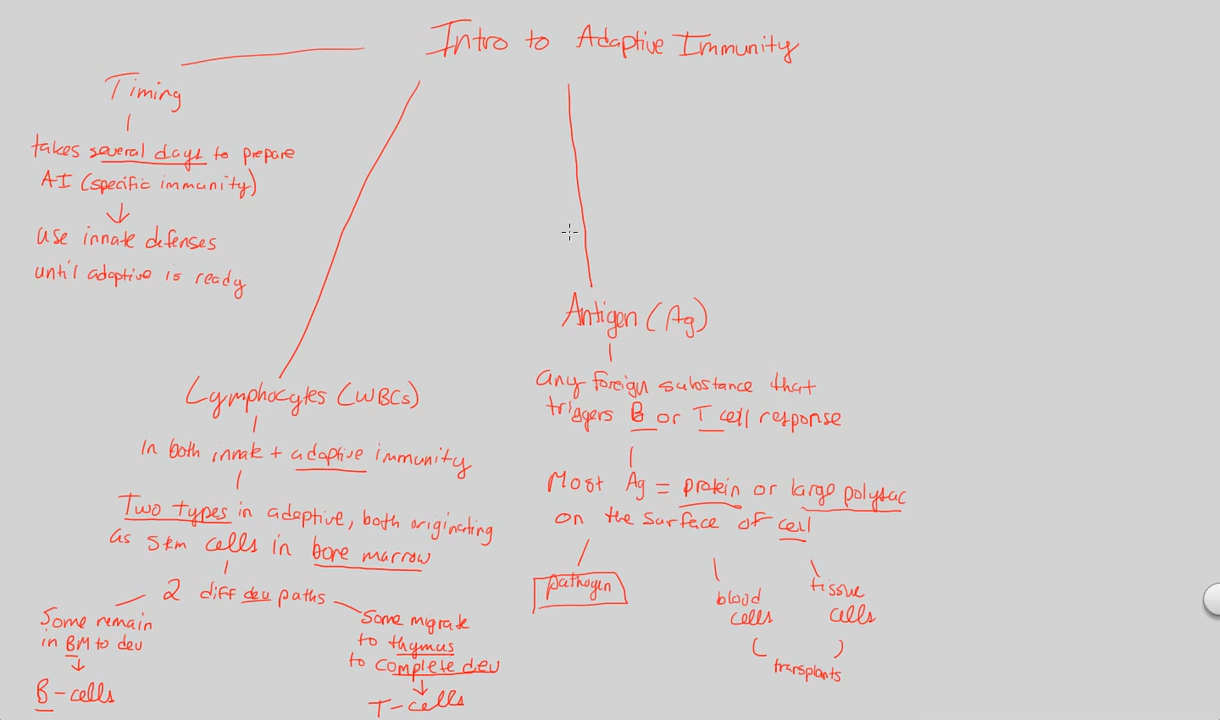 Intro to Adaptive Immunity
Timing
takes several days to prepare
AI (specific immunity)
use innate defenses
until adaptive is ready
Lymphocytes (WBCs)
in both innate + adaptive immunity
Two types in adaptive, both originating
as stem cells in bone marrow
2 diff dev paths
Some remain
in BM to dev
B-cells
Some migrate
to thymus
to complete dev
T-cells
Antigen (Ag)
any foreign substance that
triggers B or T cell response
Most Ag = protein or large polysac
on the surface of cell
pathogen
blood
cells
tissue
cells
( )
transplants